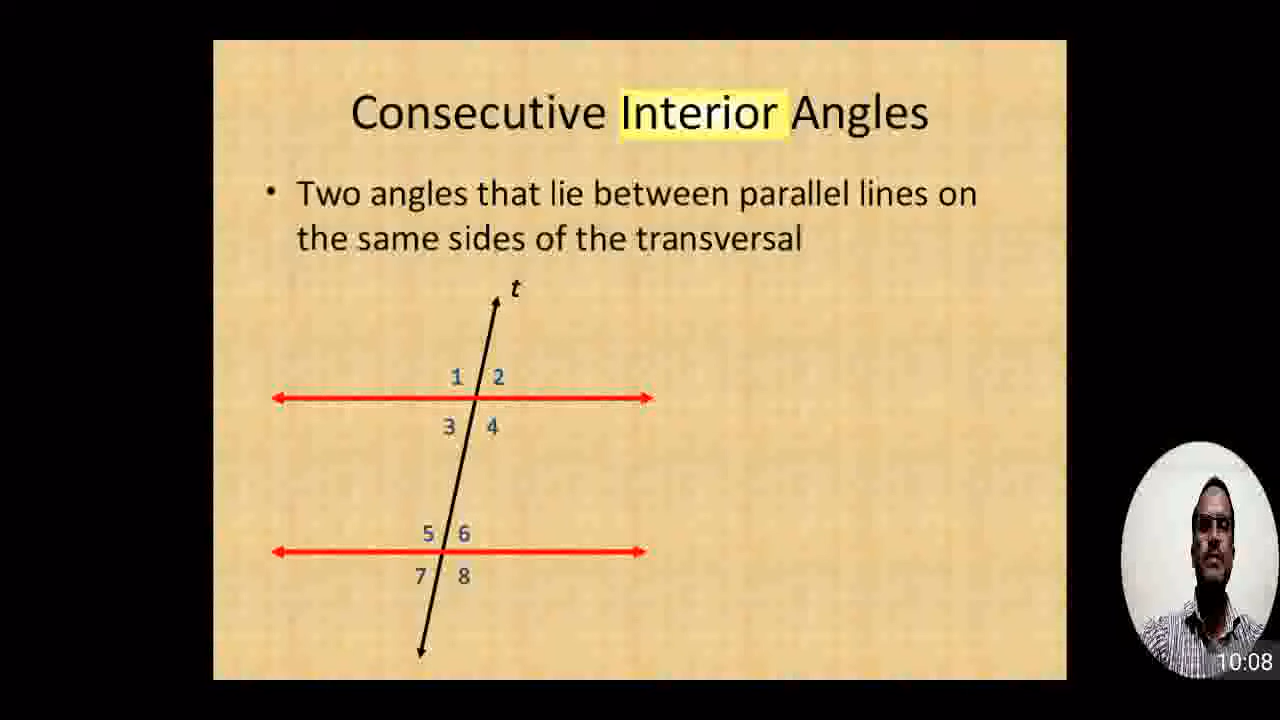 Consecutive Interior Angles
• Two angles that lie between parallel lines on
the same sides of the transversal
t
1 2
3 4
5 6
7 8
10:08